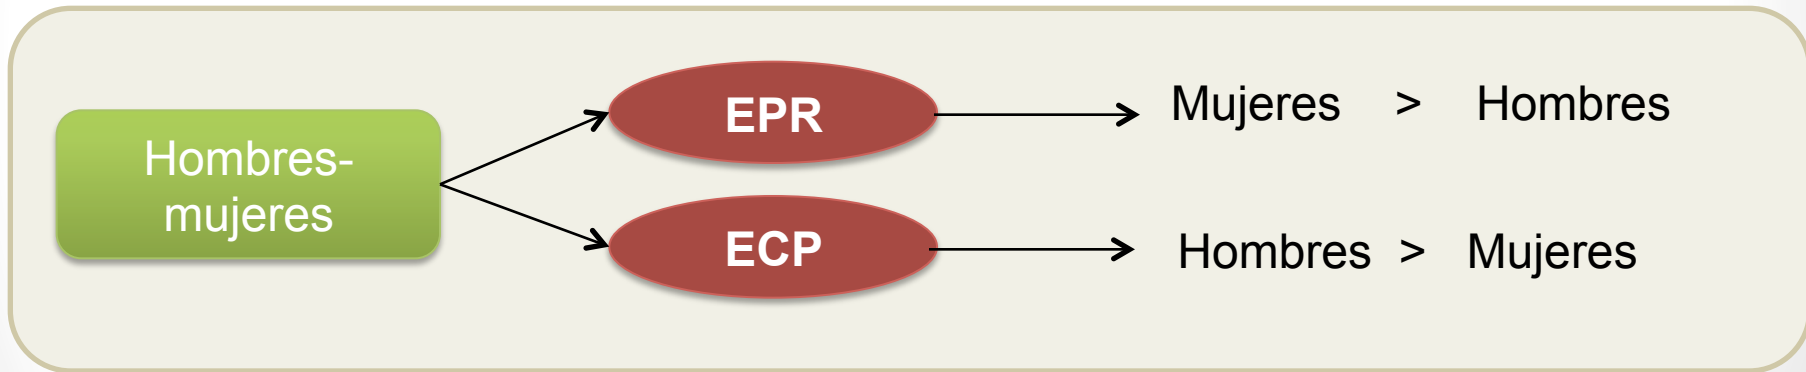 Hombres-
mujeres
EPR
Mujeres > Hombres
ECP
Hombres > Mujeres